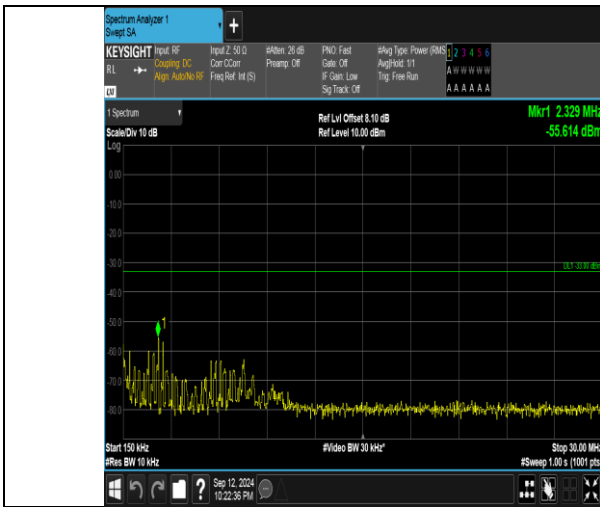 Spectrum Analyzer 1
Swept SA
KEYSIGHT
RL
LXI
Input: RF
Coupling: DC
Align: Auto/No RF
Input Z: 50 Ω
Corr CCorr
Freq Ref: Int (S)
#Atten: 26 dB
Preamp: Off
PNO: Fast
Gate: Off
IF Gain: Low
Sig Track: Off
#Avg Type: Power (RMS
Avg|Hold: 1/1
Trig: Free Run
1 2 3 4 5 6
A W W W W W
A A A A A A
1 Spectrum
Scale/Div 10 dB
Log
Ref Lvl Offset 8.10 dB
Ref Level 10.00 dBm
Mkr1 2.329 MHz
-55.614 dBm
0.00
-10.0
-20.0
-30.0
DL1 -33.00 dBm
-40.0
-50.0
1
-60.0
-70.0
-80.0
Start 150 kHz
#Res BW 10 kHz
#Video BW 30 kHz*
Stop 30.00 MHz
#Sweep 1.00 s (1001 pts)
?
Sep 12, 2024
10:22:36 PM